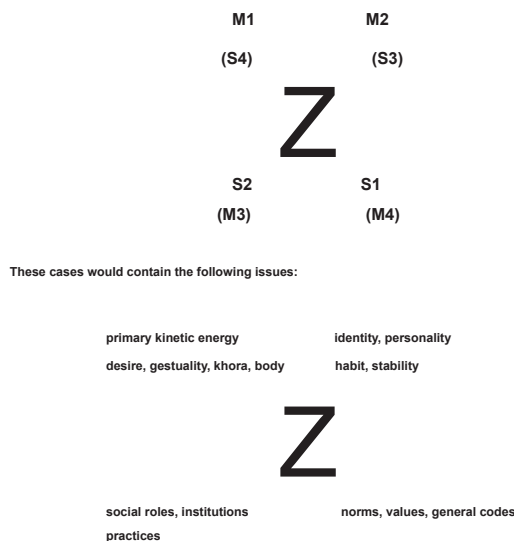 M1 M2
(S4) (S3)
Z
S2 S1
(M3) (M4)
These cases would contain the following issues:
primary kinetic energy identity, personality
desire, gestuality, khora, body habit, stability
Z
social roles, institutions norms, values, general codes
practices